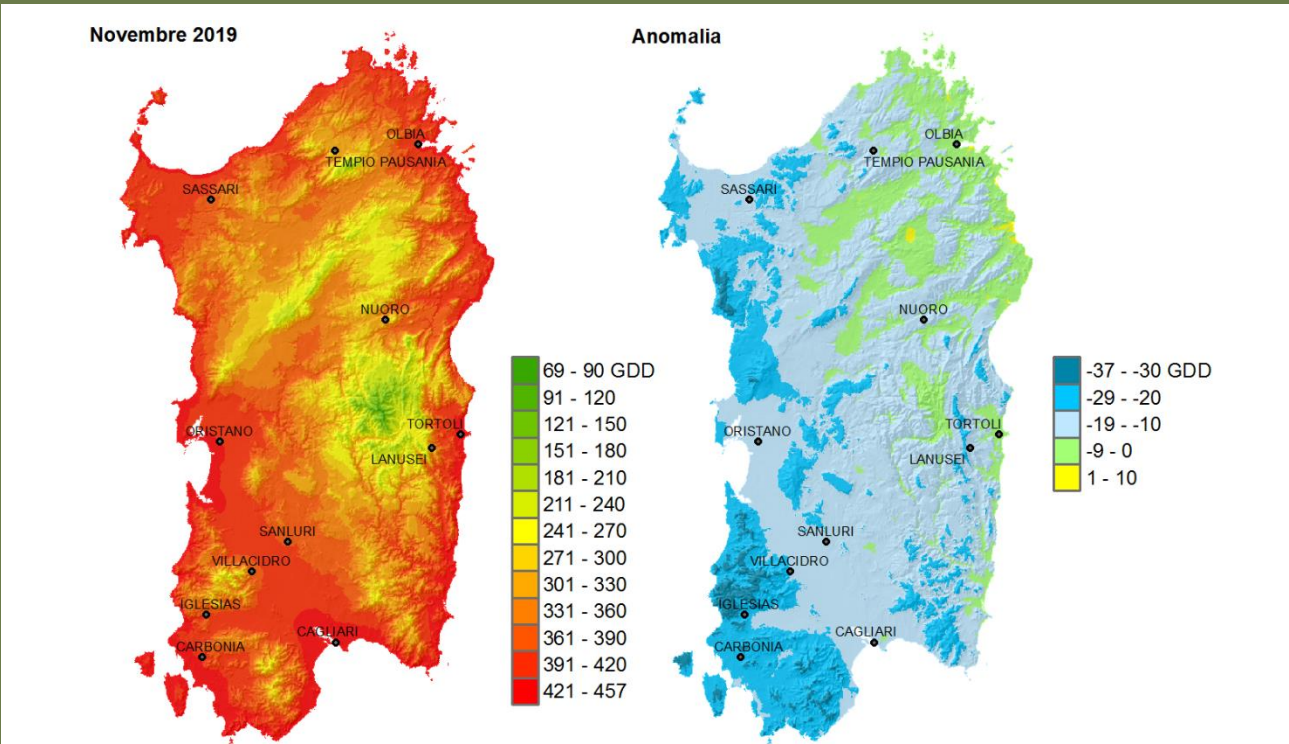 Novembre 2019
OLBIA
TEMPIO PAUSANIA
SASSARI
NUORO
ORISTANO
TORTOLI
LANUSEI
SANLURI
VILLACIDRO
IGLESIAS
CAGLIARI
CARBONIA
69 - 90 GDD
91 - 120
121 - 150
151 - 180
181 - 210
211 - 240
241 - 270
271 - 300
301 - 330
331 - 360
361 - 390
391 - 420
421 - 457
Anomalia
OLBIA
TEMPIO PAUSANIA
SASSARI
NUORO
ORISTANO
TORTOLI
LANUSEI
SANLURI
VILLACIDRO
IGLESIAS
CAGLIARI
CARBONIA
-37 - -30 GDD
-29 - -20
-19 - -10
-9 - 0
1 - 10